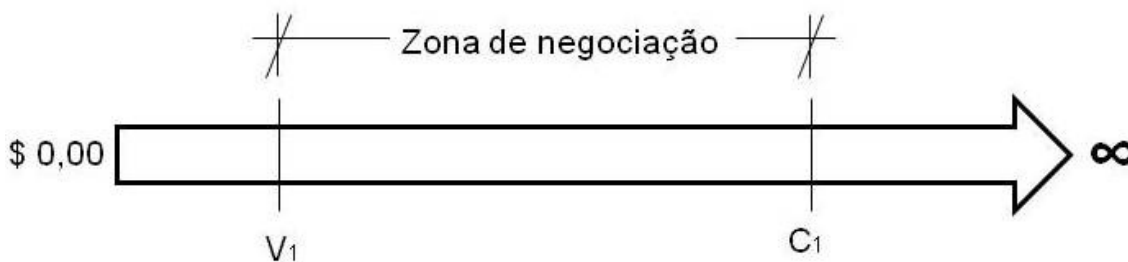 Zona de negociação
$ 0,00
∞
V1
C1